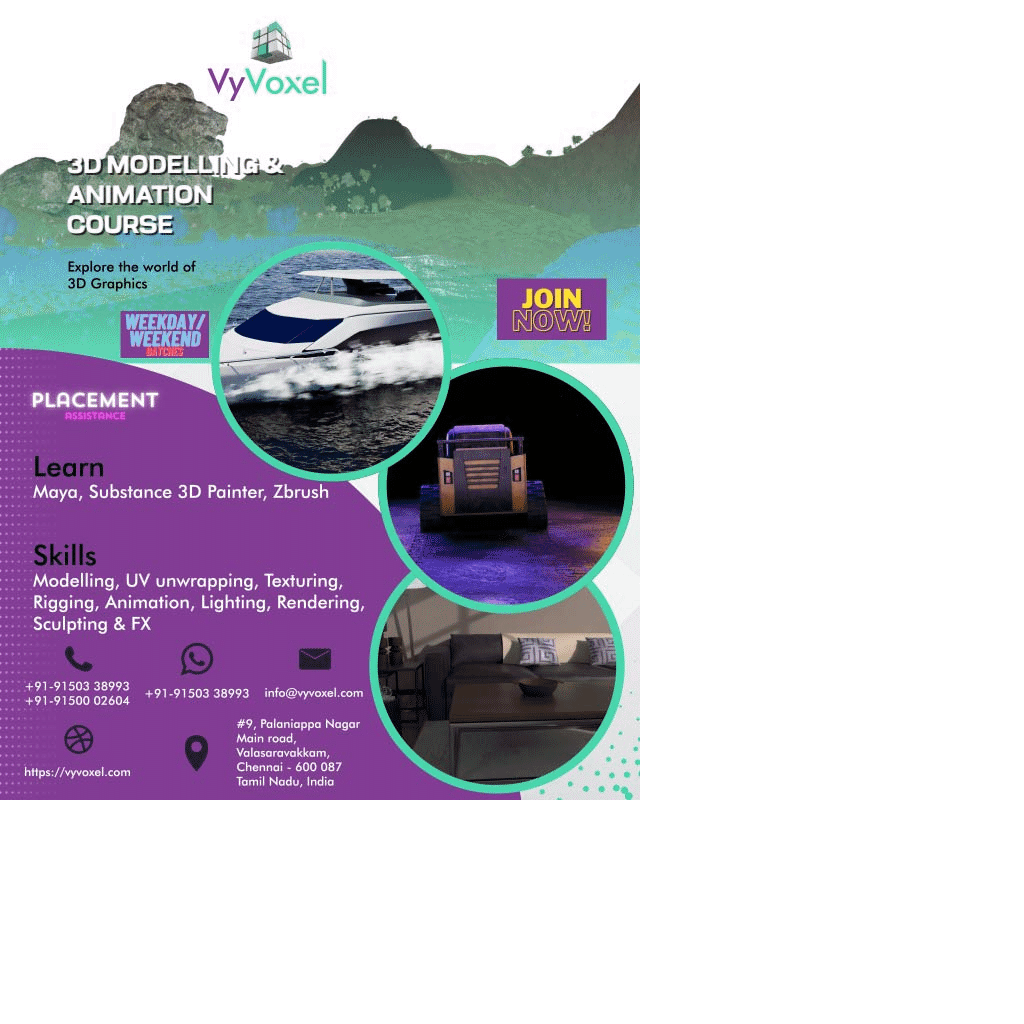 VyVoxel
3D MODELLING &
ANIMATION
COURSE
Explore the world of
3D Graphics
WEEKDAY/
WEEKEND
BATCHES
JOIN
NOW!
PLACEMENT
ASSISTANCE
Learn
Maya, Substance 3D Painter, Zbrush
Skills
Modelling, UV unwrapping, Texturing,
Rigging, Animation, Lighting, Rendering,
Sculpting & FX
+91-91503 38993
+91-91500 02604
+91-91503 38993
info@vyvoxel.com
https://vyvoxel.com
#9, Palaniappa Nagar
Main road,
Valasaravakkam,
Chennai - 600 087
Tamil Nadu, India